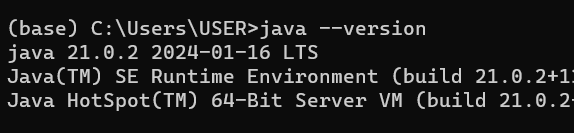 (base) C:\Users\USER>java --version
java 21.0.2 2024-01-16 LTS
Java(TM) SE Runtime Environment (build 21.0.2+1
Java HotSpot(TM) 64-Bit Server VM (build 21.0.2